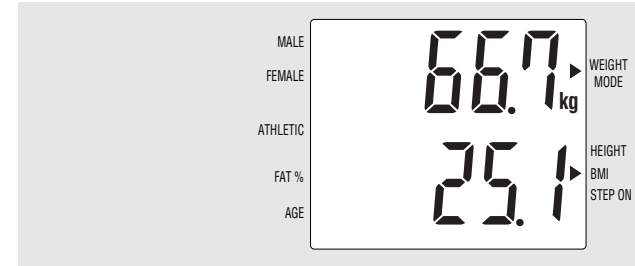 MALE
FEMALE
ATHLETIC
FAT %
AGE
66.7 kg
25.1
WEIGHT
MODE
HEIGHT
BMI
STEP ON